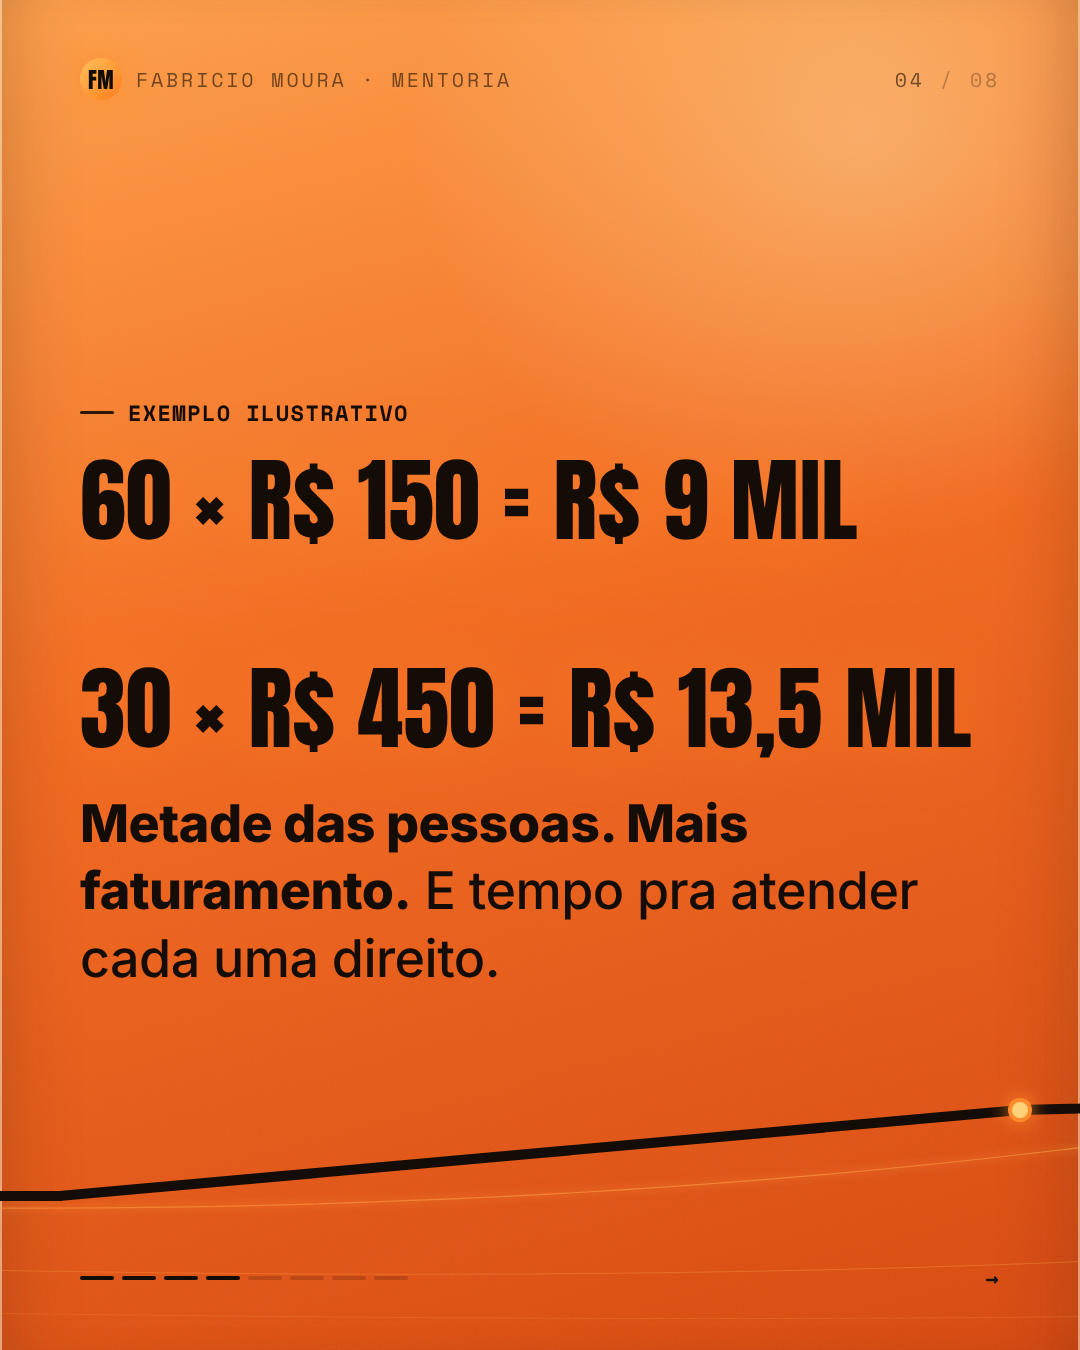 FM FABRICIO MOURA · MENTORIA
04 / 08
— EXEMPLO ILUSTRATIVO
60 × R$ 150 = R$ 9 MIL
30 × R$ 450 = R$ 13,5 MIL
Metade das pessoas. Mais
faturamento. E tempo pra atender
cada uma direito.
→